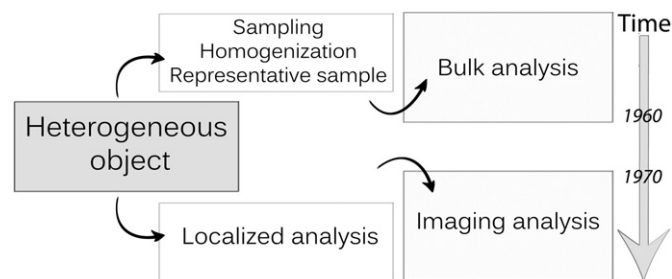 Sampling
Homogenization
Representative sample
Bulk analysis
Time
Heterogeneous
object
1960
1970
Localized analysis
Imaging analysis